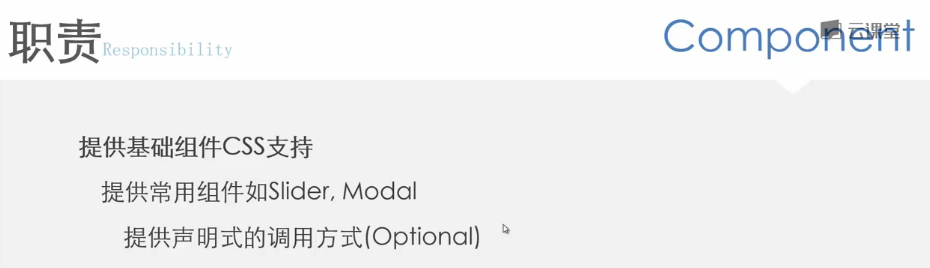 职责 Responsibility
Component
云课堂
提供基础组件CSS支持
提供常用组件如Slider, Modal
提供声明式的调用方式(Optional)